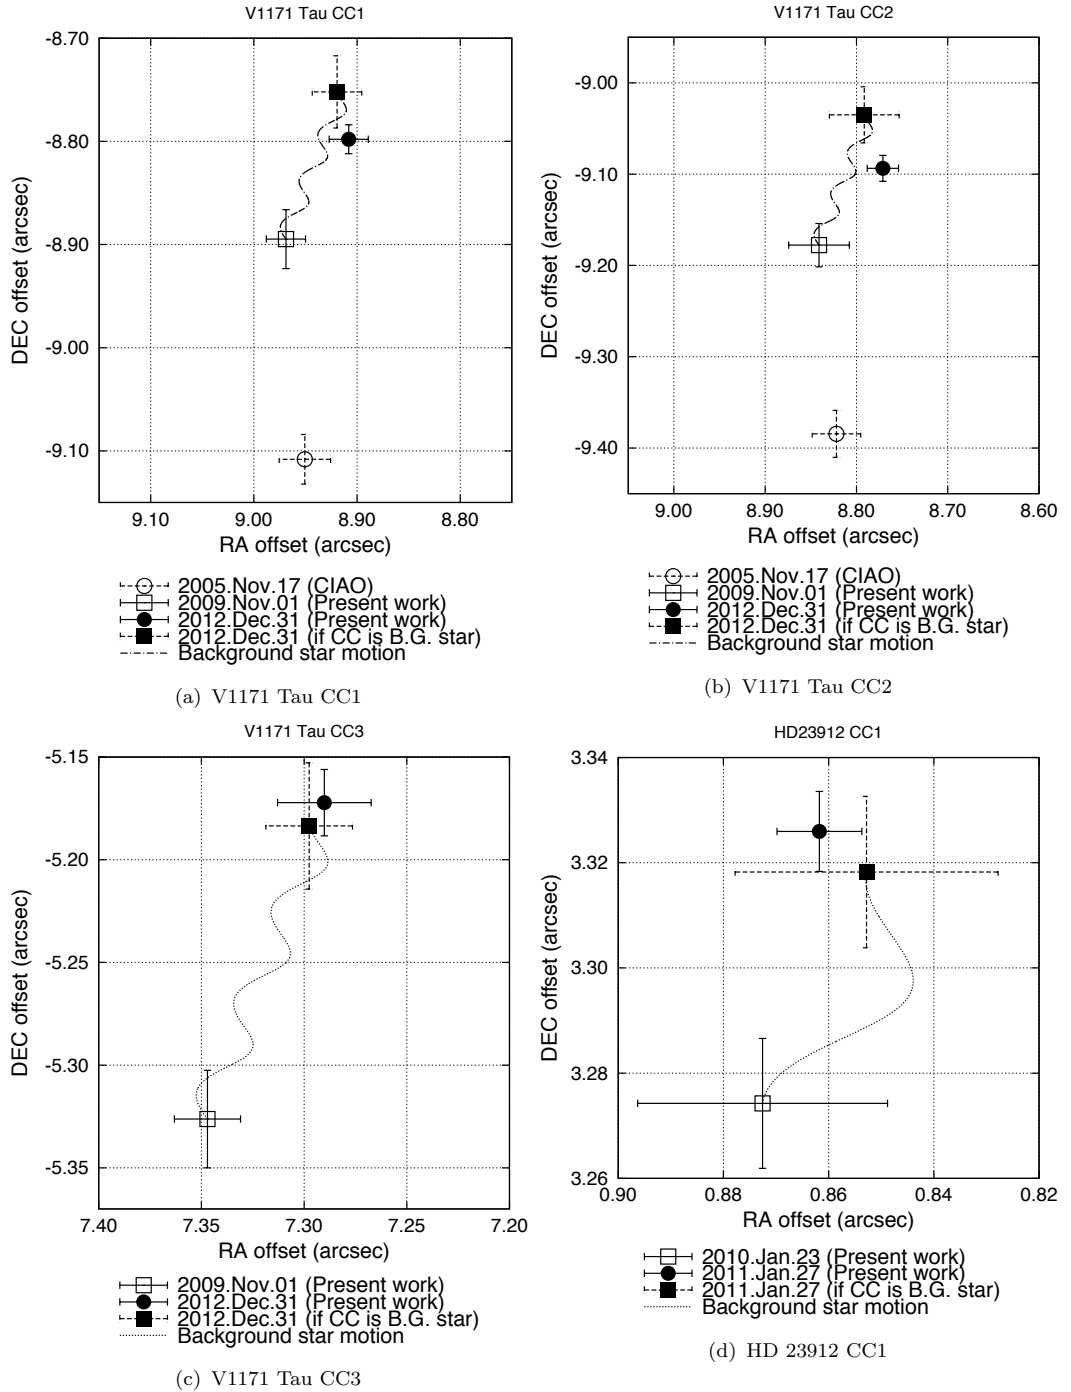 V1171 Tau CC1
-8.70
-8.80
-8.90
-9.00
-9.10
DEC offset (arcsec)
9.10 9.00 8.90 8.80
RA offset (arcsec)
2005.Nov.17 (CIAO)
2009.Nov.01 (Present work)
2012.Dec.31 (Present work)
2012.Dec.31 (if CC is B.G. star)
Background star motion
(a) V1171 Tau CC1
V1171 Tau CC2
-9.00
-9.10
-9.20
-9.30
-9.40
DEC offset (arcsec)
9.00 8.90 8.80 8.70 8.60
RA offset (arcsec)
2005.Nov.17 (CIAO)
2009.Nov.01 (Present work)
2012.Dec.31 (Present work)
2012.Dec.31 (if CC is B.G. star)
Background star motion
(b) V1171 Tau CC2
V1171 Tau CC3
-5.15
-5.20
-5.25
-5.30
-5.35
DEC offset (arcsec)
7.40 7.35 7.30 7.25 7.20
RA offset (arcsec)
2009.Nov.01 (Present work)
2012.Dec.31 (Present work)
2012.Dec.31 (if CC is B.G. star)
Background star motion
(c) V1171 Tau CC3
HD23912 CC1
3.34
3.32
3.30
3.28
3.26
DEC offset (arcsec)
0.90 0.88 0.86 0.84 0.82
RA offset (arcsec)
2010.Jan.23 (Present work)
2011.Jan.27 (Present work)
2011.Jan.27 (if CC is B.G. star)
Background star motion
(d) HD 23912 CC1